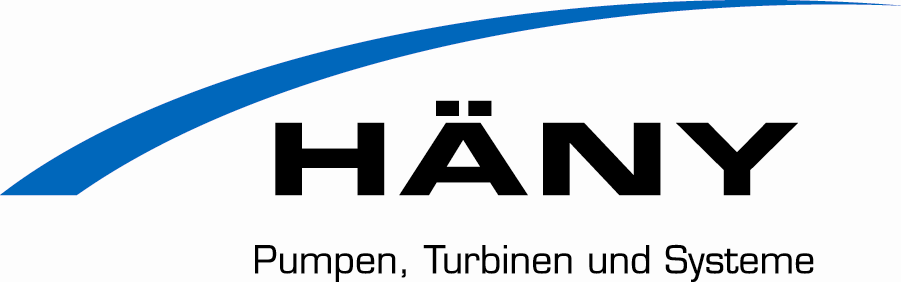 HÄNY
Pumpen, Turbinen und Systeme